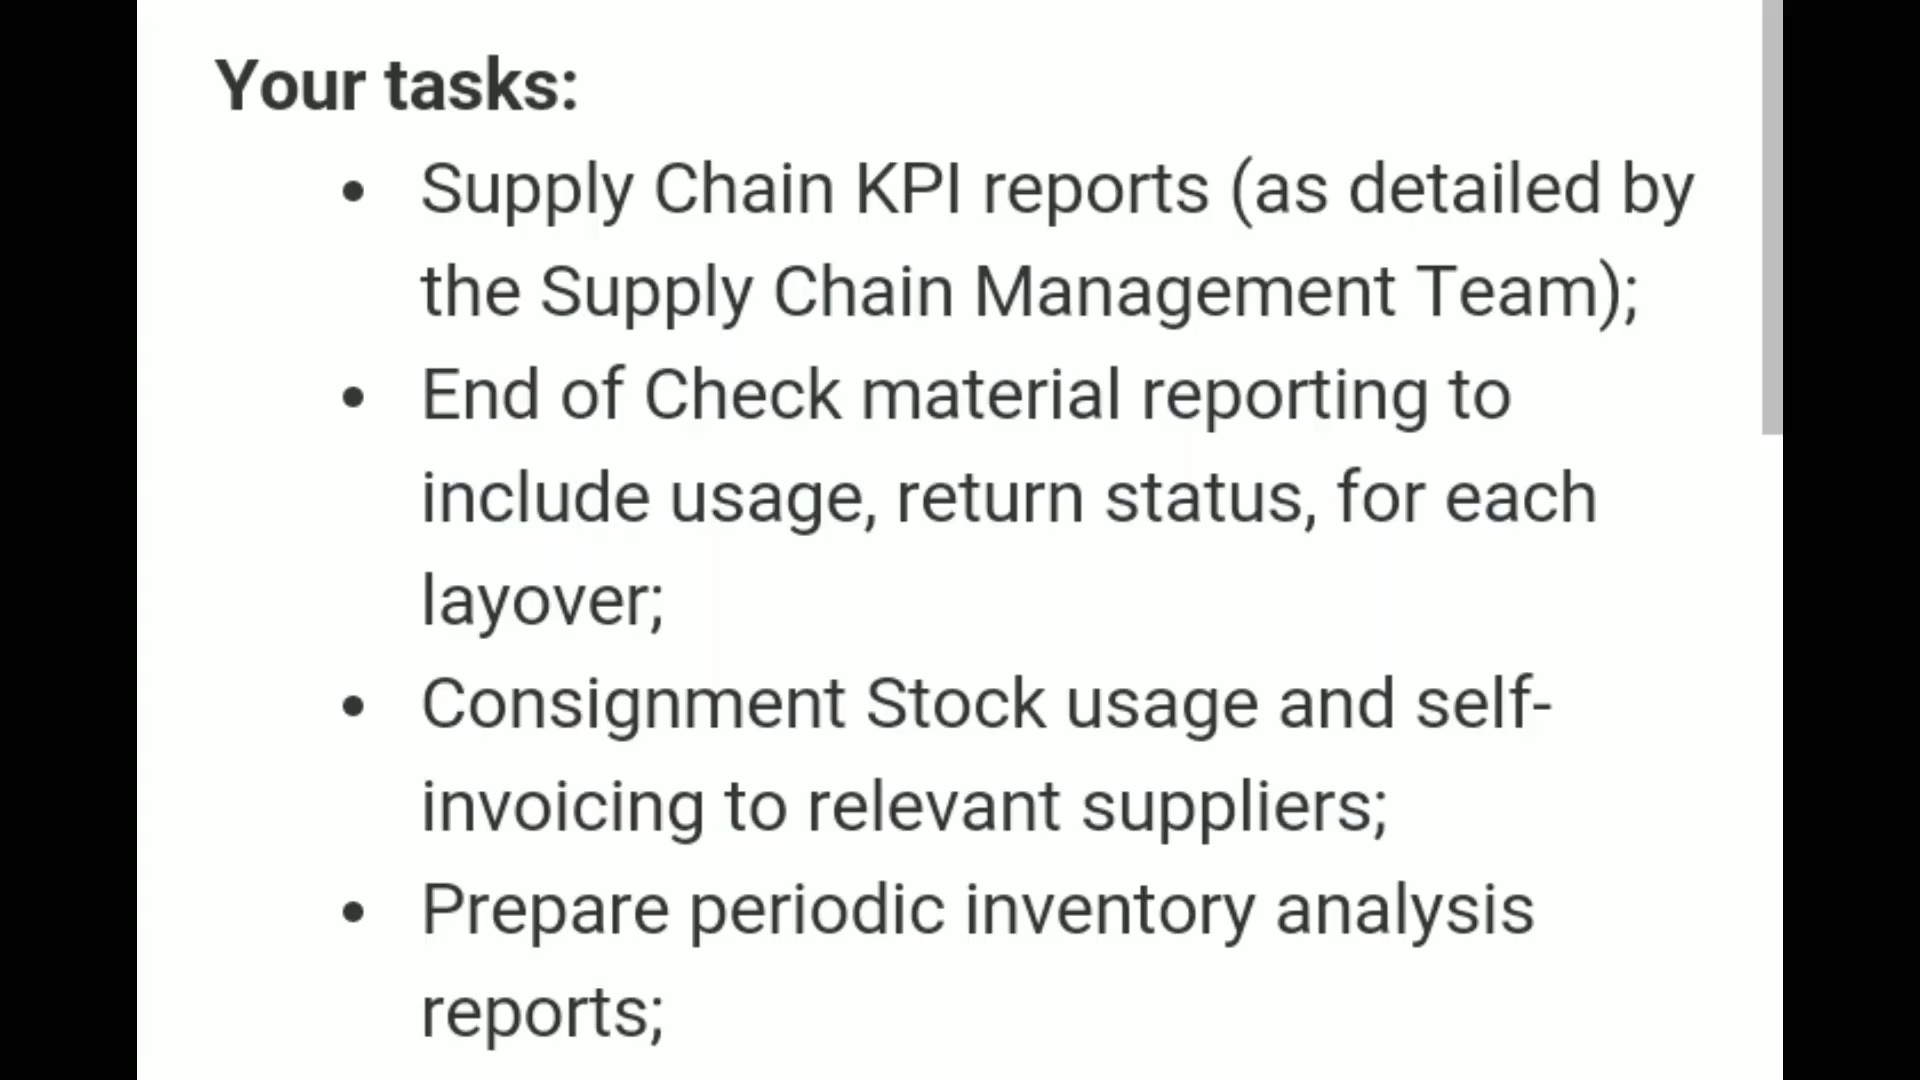 Your tasks:
• Supply Chain KPI reports (as detailed by
the Supply Chain Management Team);
• End of Check material reporting to
include usage, return status, for each
layover;
• Consignment Stock usage and self-
invoicing to relevant suppliers;
• Prepare periodic inventory analysis
reports;